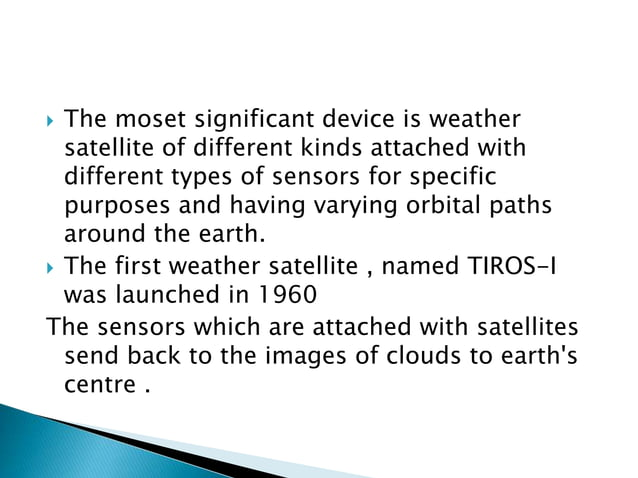 The moset significant device is weather
satellite of different kinds attached with
different types of sensors for specific
purposes and having varying orbital paths
around the earth.
The first weather satellite , named TIROS-I
was launched in 1960
The sensors which are attached with satellites
send back to the images of clouds to earth's
centre .